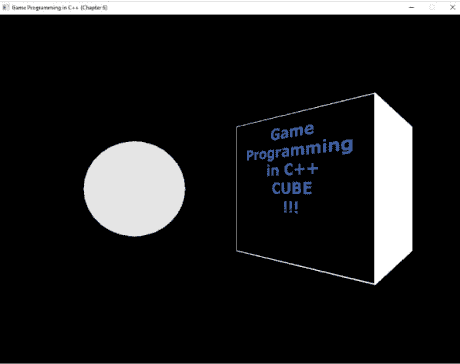 Game Programming in C++ (Chapter 6)
Game
Programming
in C++
CUBE
!!!